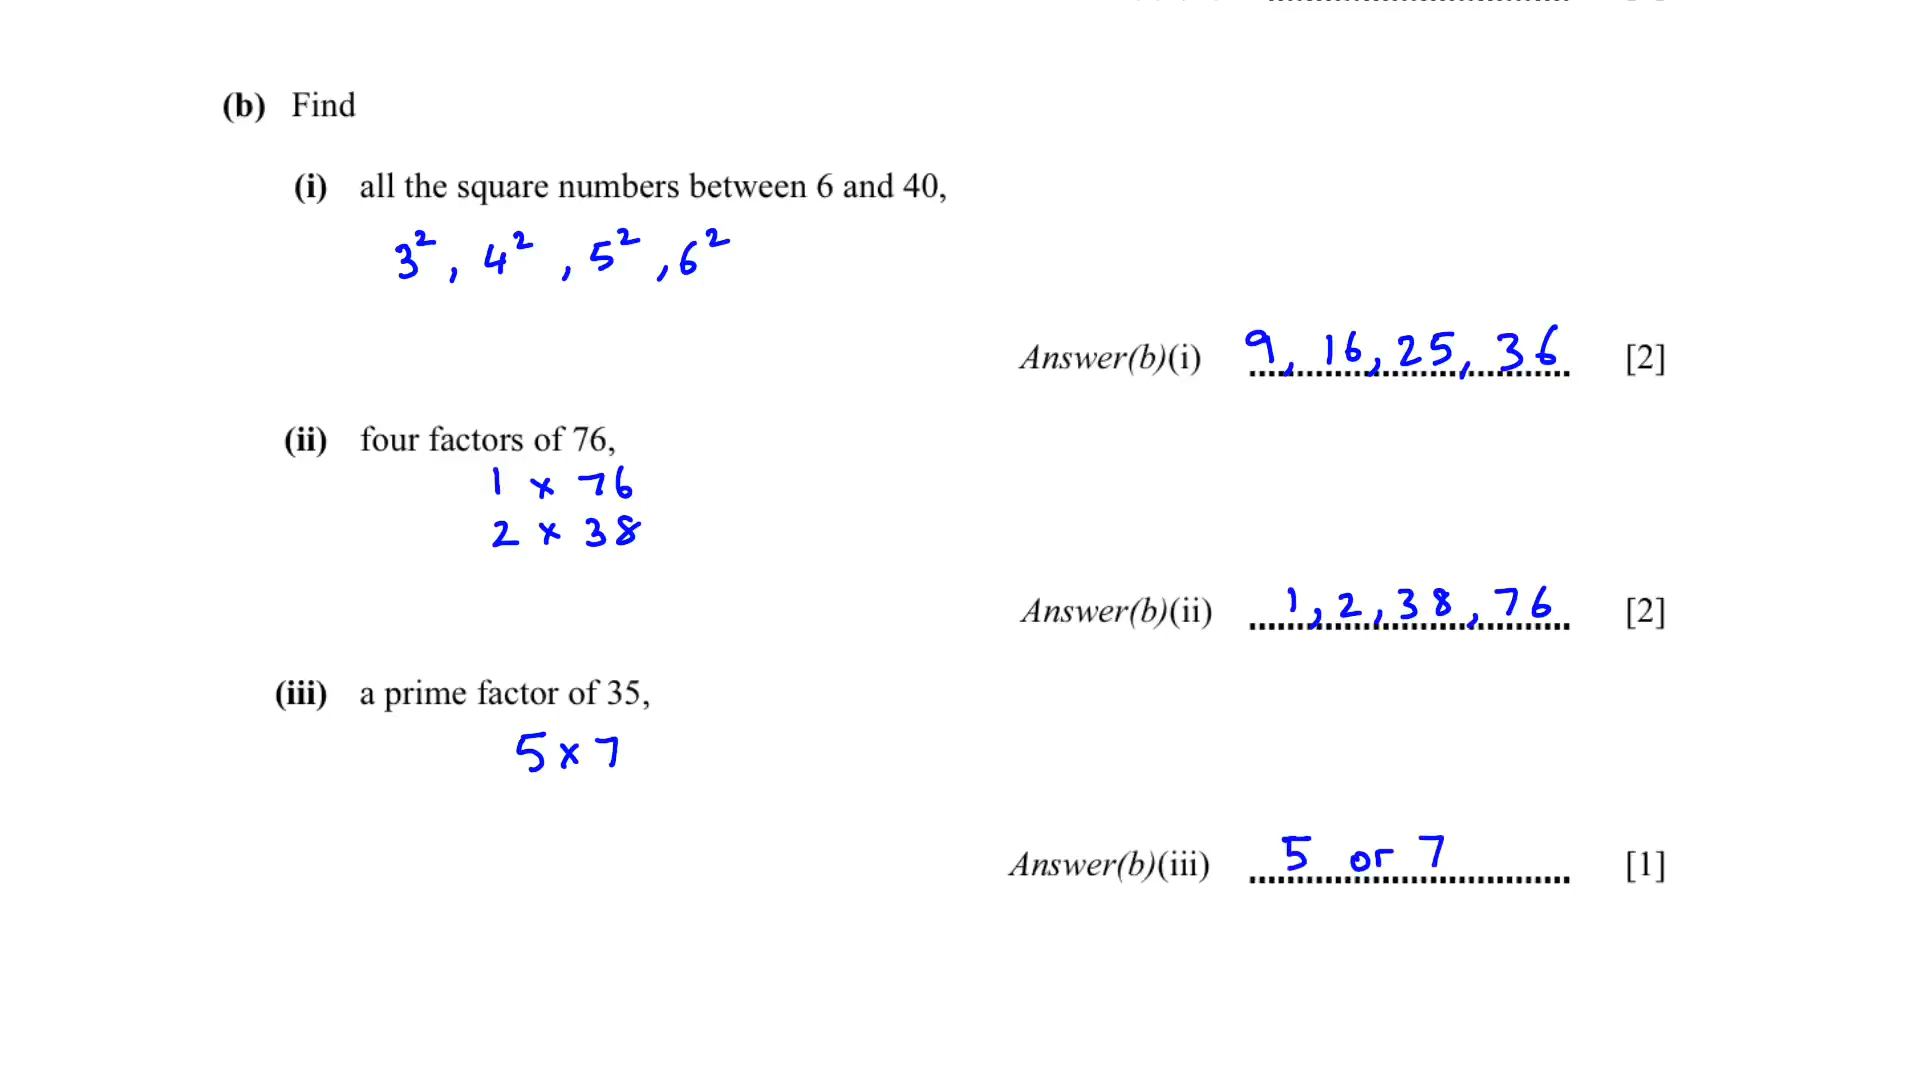 (b) Find
(i) all the square numbers between 6 and 40,
3², 4², 5², 6²
Answer(b)(i) 9, 16, 25, 36 [2]
(ii) four factors of 76,
1 × 76
2 × 38
Answer(b)(ii) 1, 2, 38, 76 [2]
(iii) a prime factor of 35,
5 × 7
Answer(b)(iii) 5 or 7 [1]